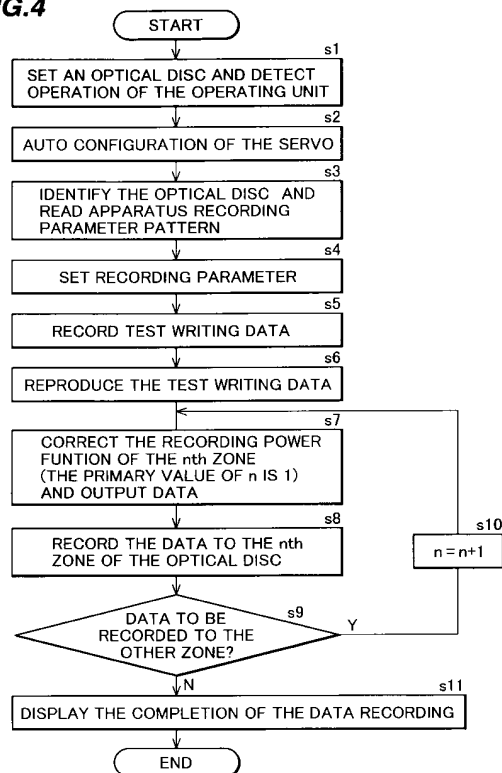 FIG.4
START
s1
SET AN OPTICAL DISC AND DETECT
OPERATION OF THE OPERATING UNIT
s2
AUTO CONFIGURATION OF THE SERVO
s3
IDENTIFY THE OPTICAL DISC AND
READ APPARATUS RECORDING
PARAMETER PATTERN
s4
SET RECORDING PARAMETER
s5
RECORD TEST WRITING DATA
s6
REPRODUCE THE TEST WRITING DATA
s7
CORRECT THE RECORDING POWER
FUNTION OF THE nth ZONE
(THE PRIMARY VALUE OF n IS 1)
AND OUTPUT DATA
s8
RECORD THE DATA TO THE nth
ZONE OF THE OPTICAL DISC
s10
n=n+1
s9
DATA TO BE
RECORDED TO THE
OTHER ZONE?
Y
N
s11
DISPLAY THE COMPLETION OF THE DATA RECORDING
END